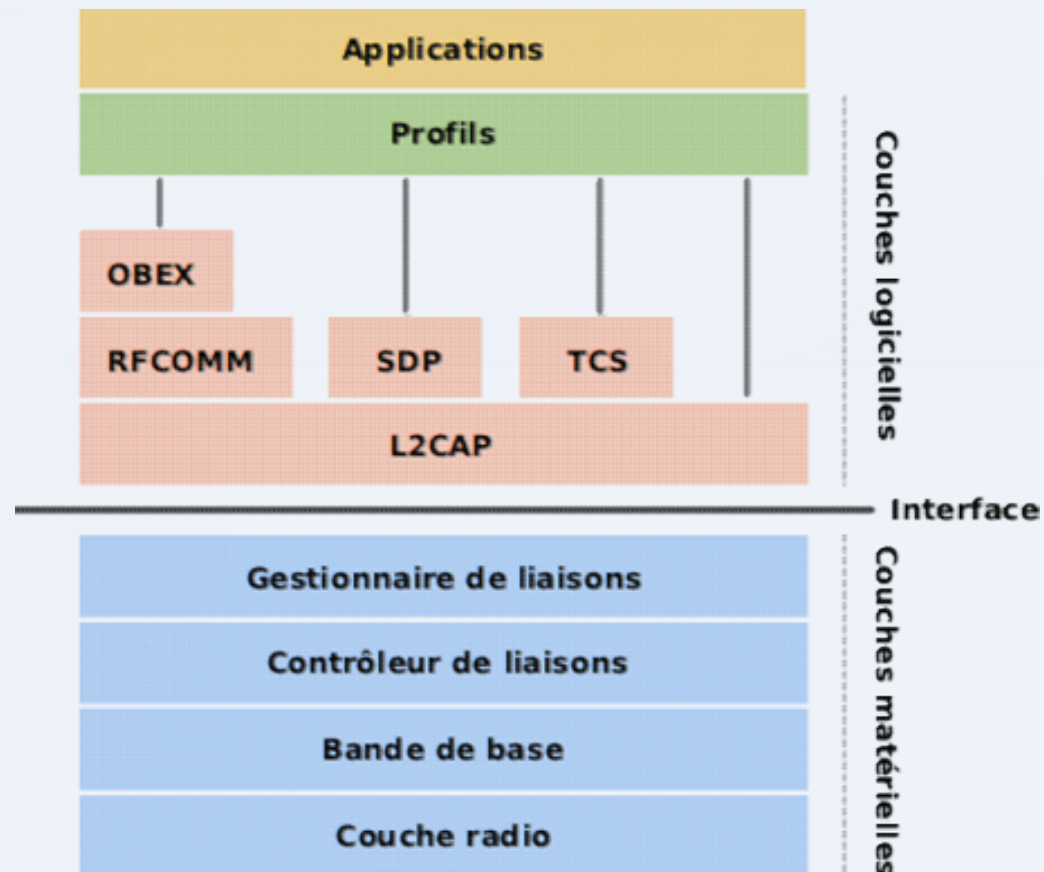 Applications
Profils
OBEX
RFCOMM
SDP
TCS
L2CAP
Couches logicielles
Interface
Gestionnaire de liaisons
Contrôleur de liaisons
Bande de base
Couche radio
Couches matérielles